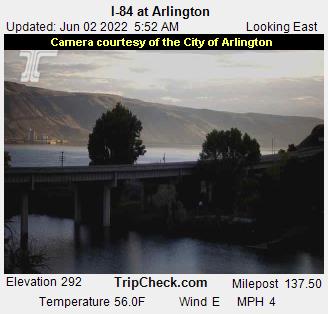 I-84 at Arlington
Updated: Jun 02 2022 5:52 AM Looking East
Camera courtesy of the City of Arlington
Elevation 292 TripCheck.com Milepost 137.50
Temperature 56.0F Wind E MPH 4